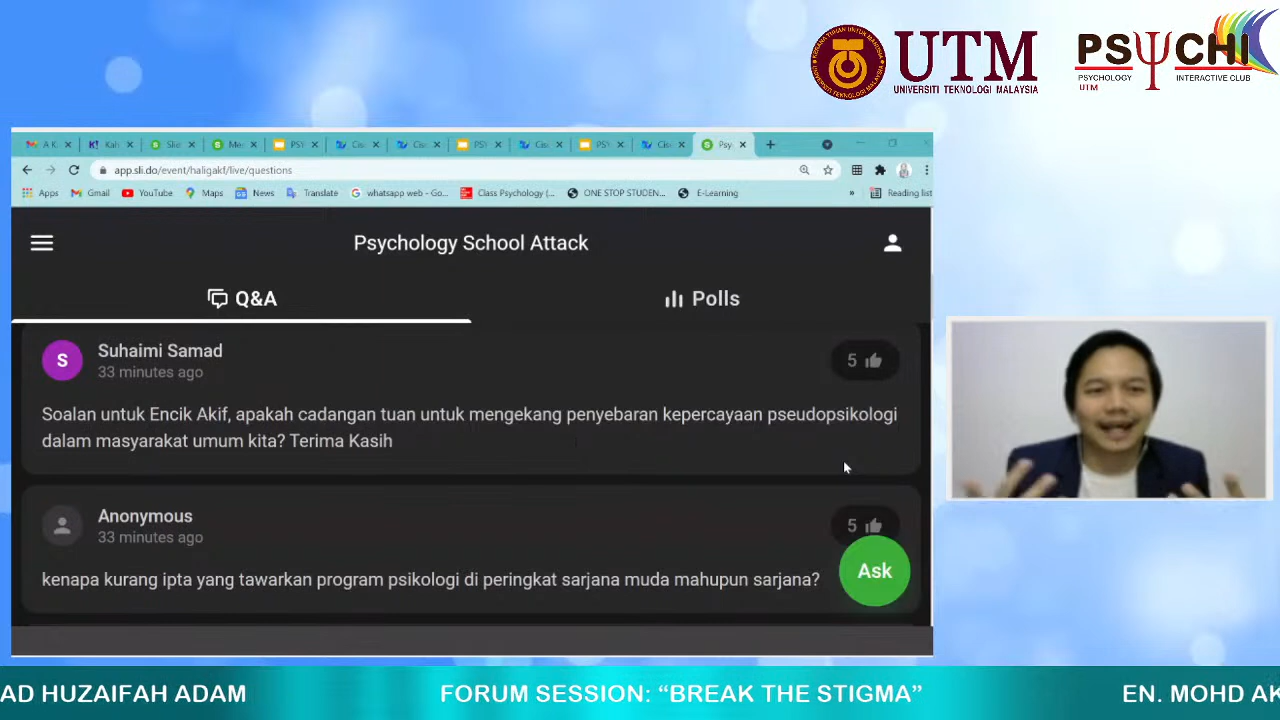 UTM
UNIVERSITI TEKNOLOGI MALAYSIA
PSYCHI
PSYCHOLOGY INTERACTIVE CLUB
UTM
app.sli.do/event/haligakf/live/questions
Apps Gmail YouTube Maps News Translate whatsapp web - Go... Class Psychology (... ONE STOP STUDEN... E-Learning » Reading list
Psychology School Attack
Q&A Polls
S Suhaimi Samad
33 minutes ago
5
Soalan untuk Encik Akif, apakah cadangan tuan untuk mengekang penyebaran kepercayaan pseudopsikologi
dalam masyarakat umum kita? Terima Kasih
Anonymous
33 minutes ago
5
kenapa kurang ipta yang tawarkan program psikologi di peringkat sarjana muda mahupun sarjana?
Ask
AD HUZAIFAH ADAM FORUM SESSION: “BREAK THE STIGMA” EN. MOHD AK